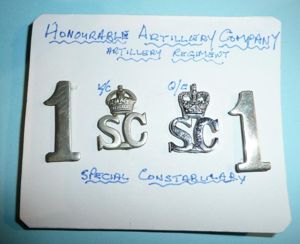 HONOURABLE ARTILLERY COMPANY
ARTILLERY REGIMENT
K/C Q/C
1 SC SC 1
SPECIAL CONSTABULARY